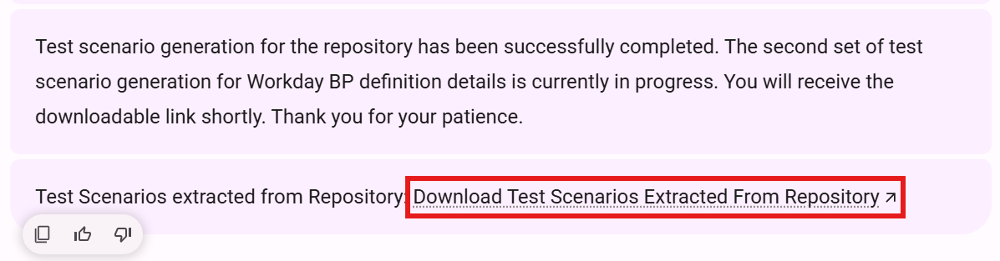 Test scenario generation for the repository has been successfully completed. The second set of test
scenario generation for Workday BP definition details is currently in progress. You will receive the
downloadable link shortly. Thank you for your patience.
Test Scenarios extracted from Repository: Download Test Scenarios Extracted From Repository ↗